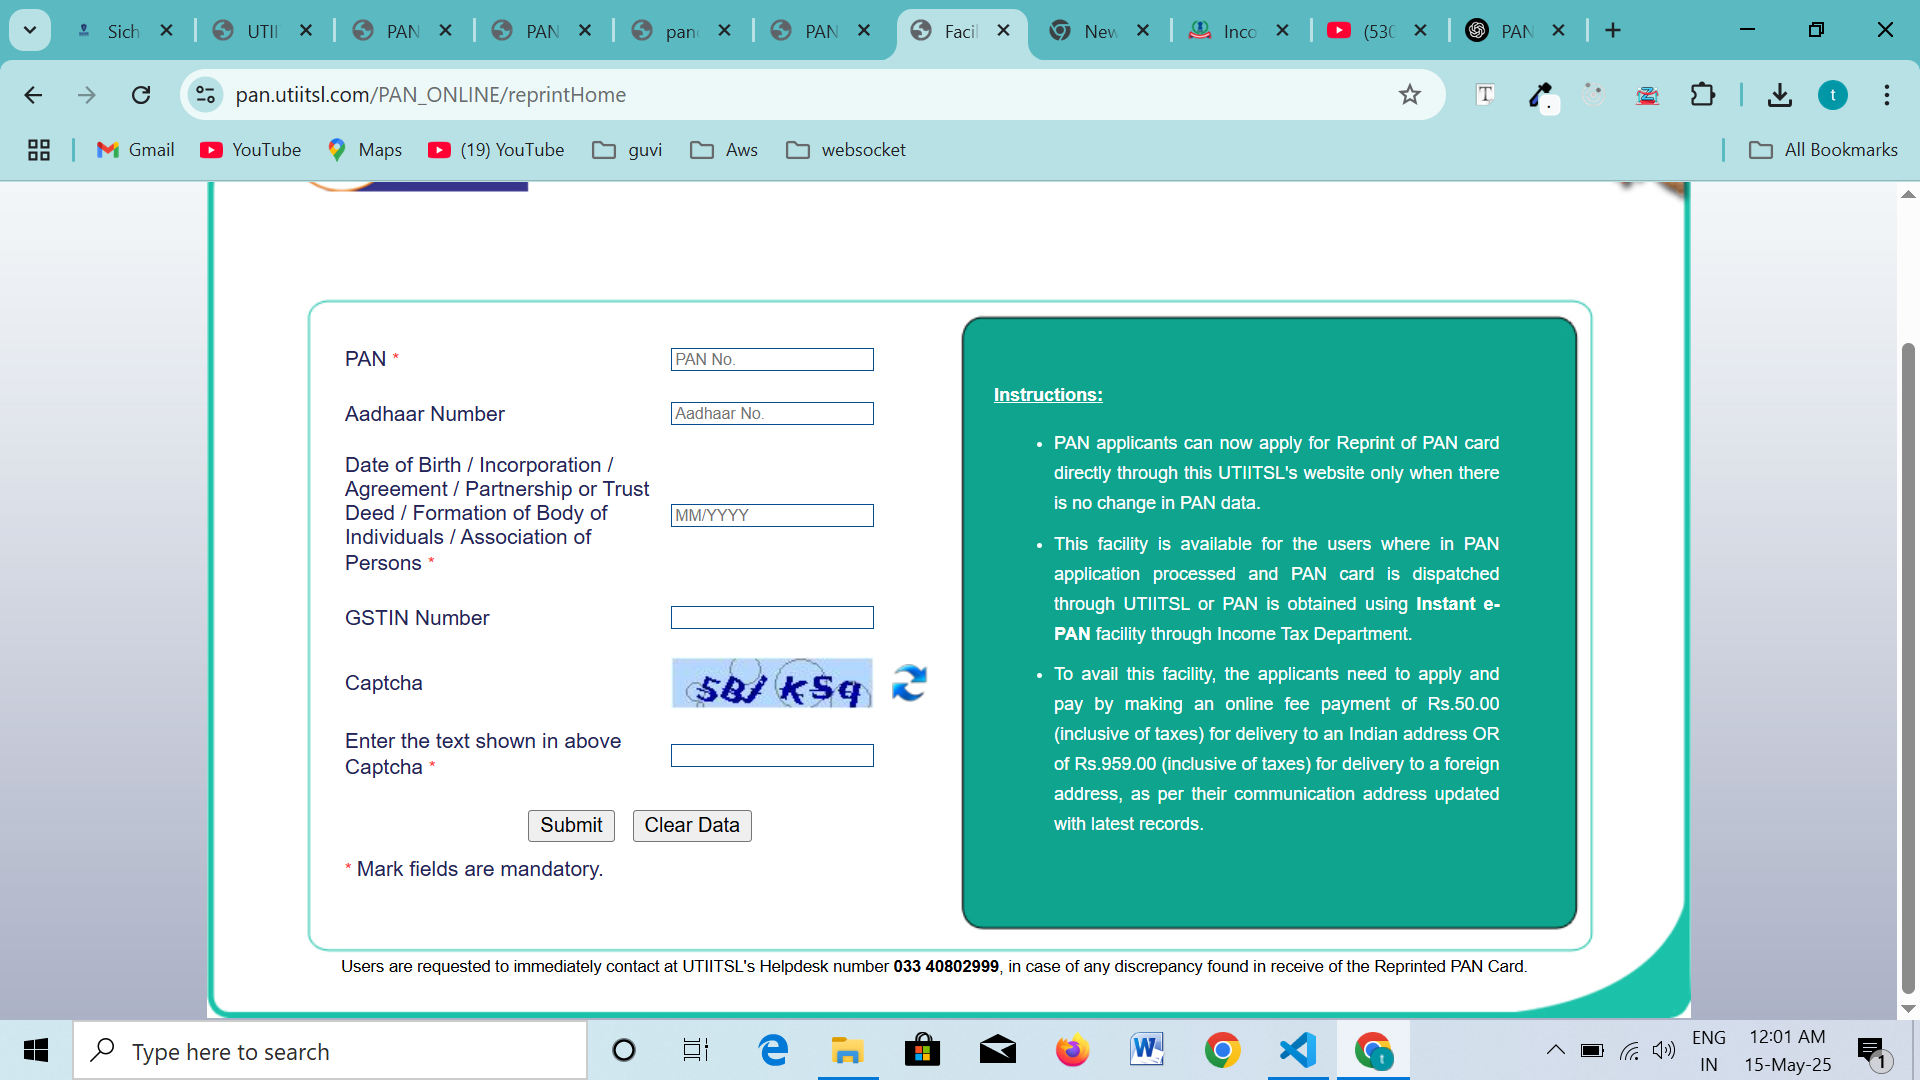 Sich
UTII
PAN
PAN
pan
PAN
Facil
New
Inco
(530
PAN
pan.utiitsl.com/PAN_ONLINE/reprintHome
t
Gmail
YouTube
Maps
(19) YouTube
guvi
Aws
websocket
All Bookmarks
PAN *
PAN No.
Aadhaar Number
Aadhaar No.
Date of Birth / Incorporation /
Agreement / Partnership or Trust
Deed / Formation of Body of
Individuals / Association of
Persons *
MM/YYYY
GSTIN Number
Captcha
Enter the text shown in above
Captcha *
Submit
Clear Data
* Mark fields are mandatory.
Instructions:
• PAN applicants can now apply for Reprint of PAN card
directly through this UTIITSL's website only when there
is no change in PAN data.
• This facility is available for the users where in PAN
application processed and PAN card is dispatched
through UTIITSL or PAN is obtained using Instant e-
PAN facility through Income Tax Department.
• To avail this facility, the applicants need to apply and
pay by making an online fee payment of Rs.50.00
(inclusive of taxes) for delivery to an Indian address OR
of Rs.959.00 (inclusive of taxes) for delivery to a foreign
address, as per their communication address updated
with latest records.
Users are requested to immediately contact at UTIITSL's Helpdesk number 033 40802999, in case of any discrepancy found in receive of the Reprinted PAN Card.
Type here to search
ENG
IN
12:01 AM
15-May-25
1